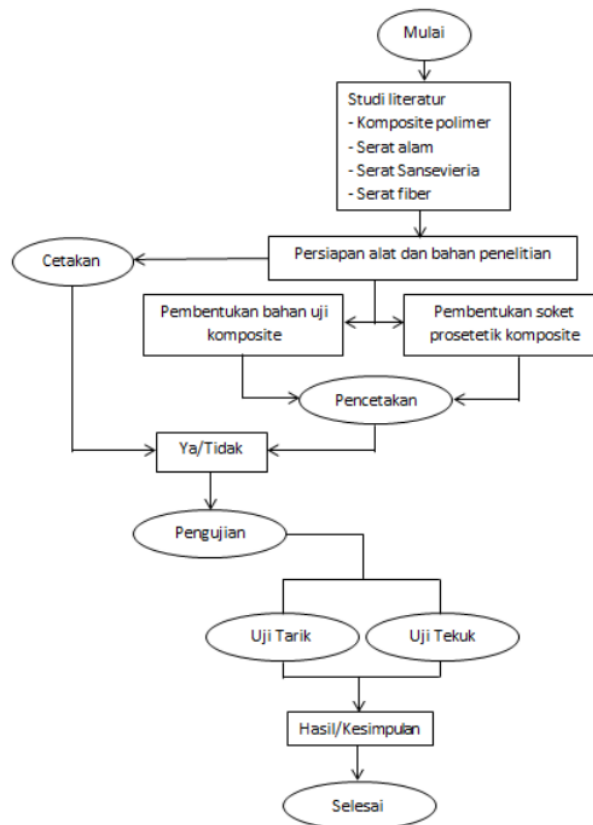 Mulai
Studi literatur
- Komposite polimer
- Serat alam
- Serat Sansevieria
- Serat fiber
Persiapan alat dan bahan penelitian
Cetakan
Pembentukan bahan uji
komposite
Pembentukan soket
prosetetik komposite
Pencetakan
Ya/Tidak
Pengujian
Uji Tarik
Uji Tekuk
Hasil/Kesimpulan
Selesai